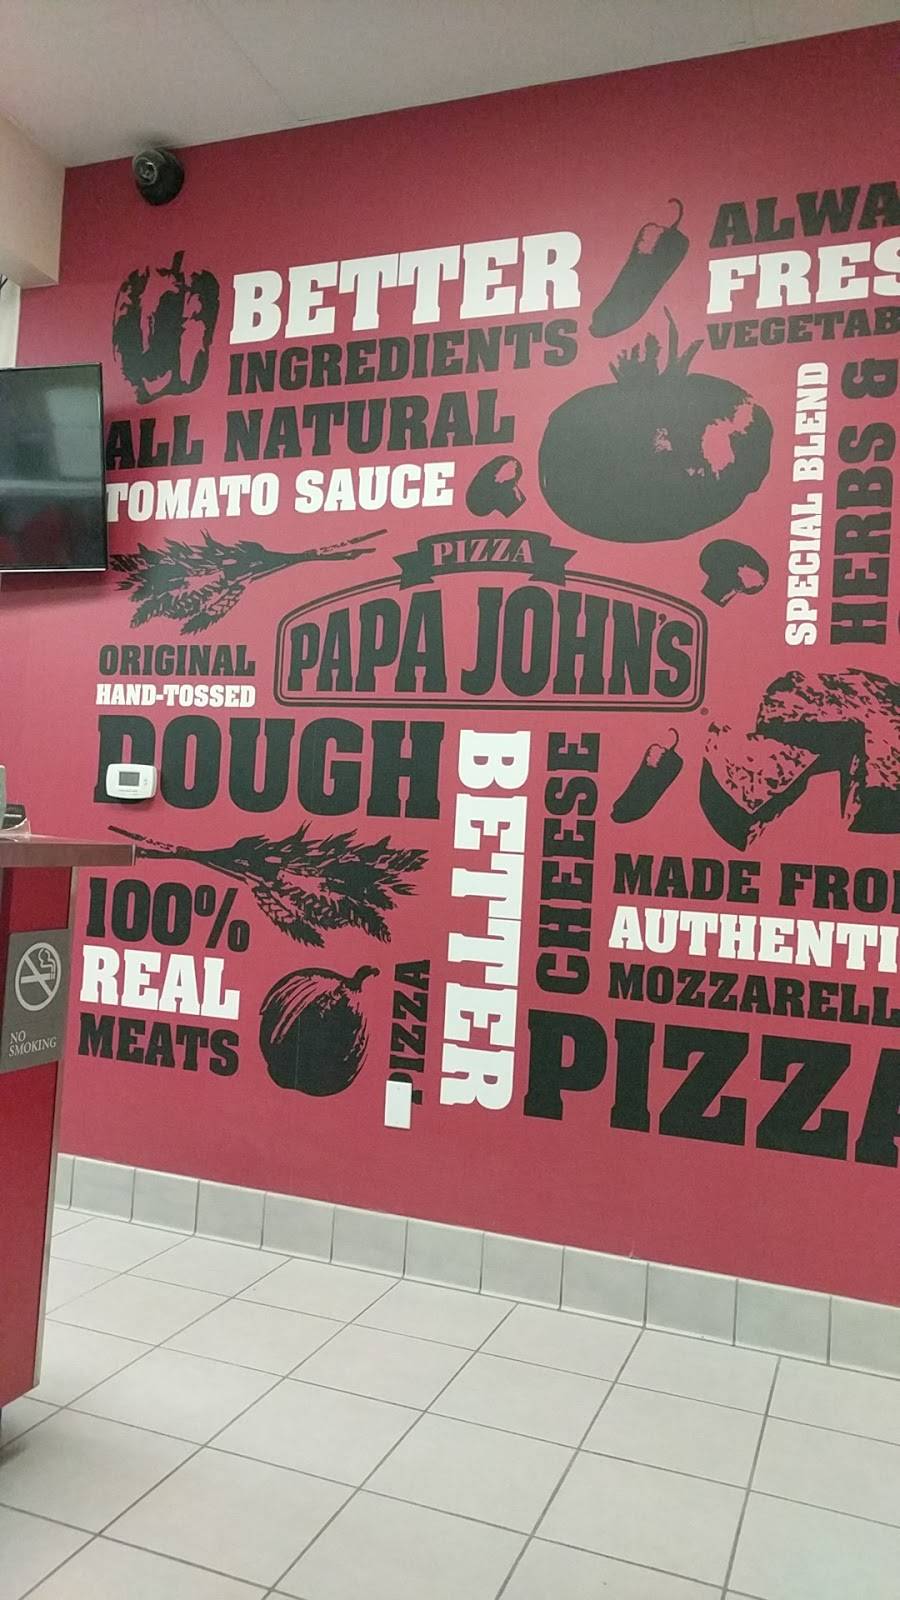 BETTER
INGREDIENTS
ALL NATURAL
TOMATO SAUCE
ALWA
FRES
VEGETAB
SPECIAL BLEND
HERBS &
PIZZA
PAPA JOHN'S
ORIGINAL
HAND-TOSSED
DOUGH
100%
REAL
MEATS
PIZZA
BETTER
CHEESE
MADE FRO
AUTHENTI
MOZZARELL
PIZZA
NO
SMOKING